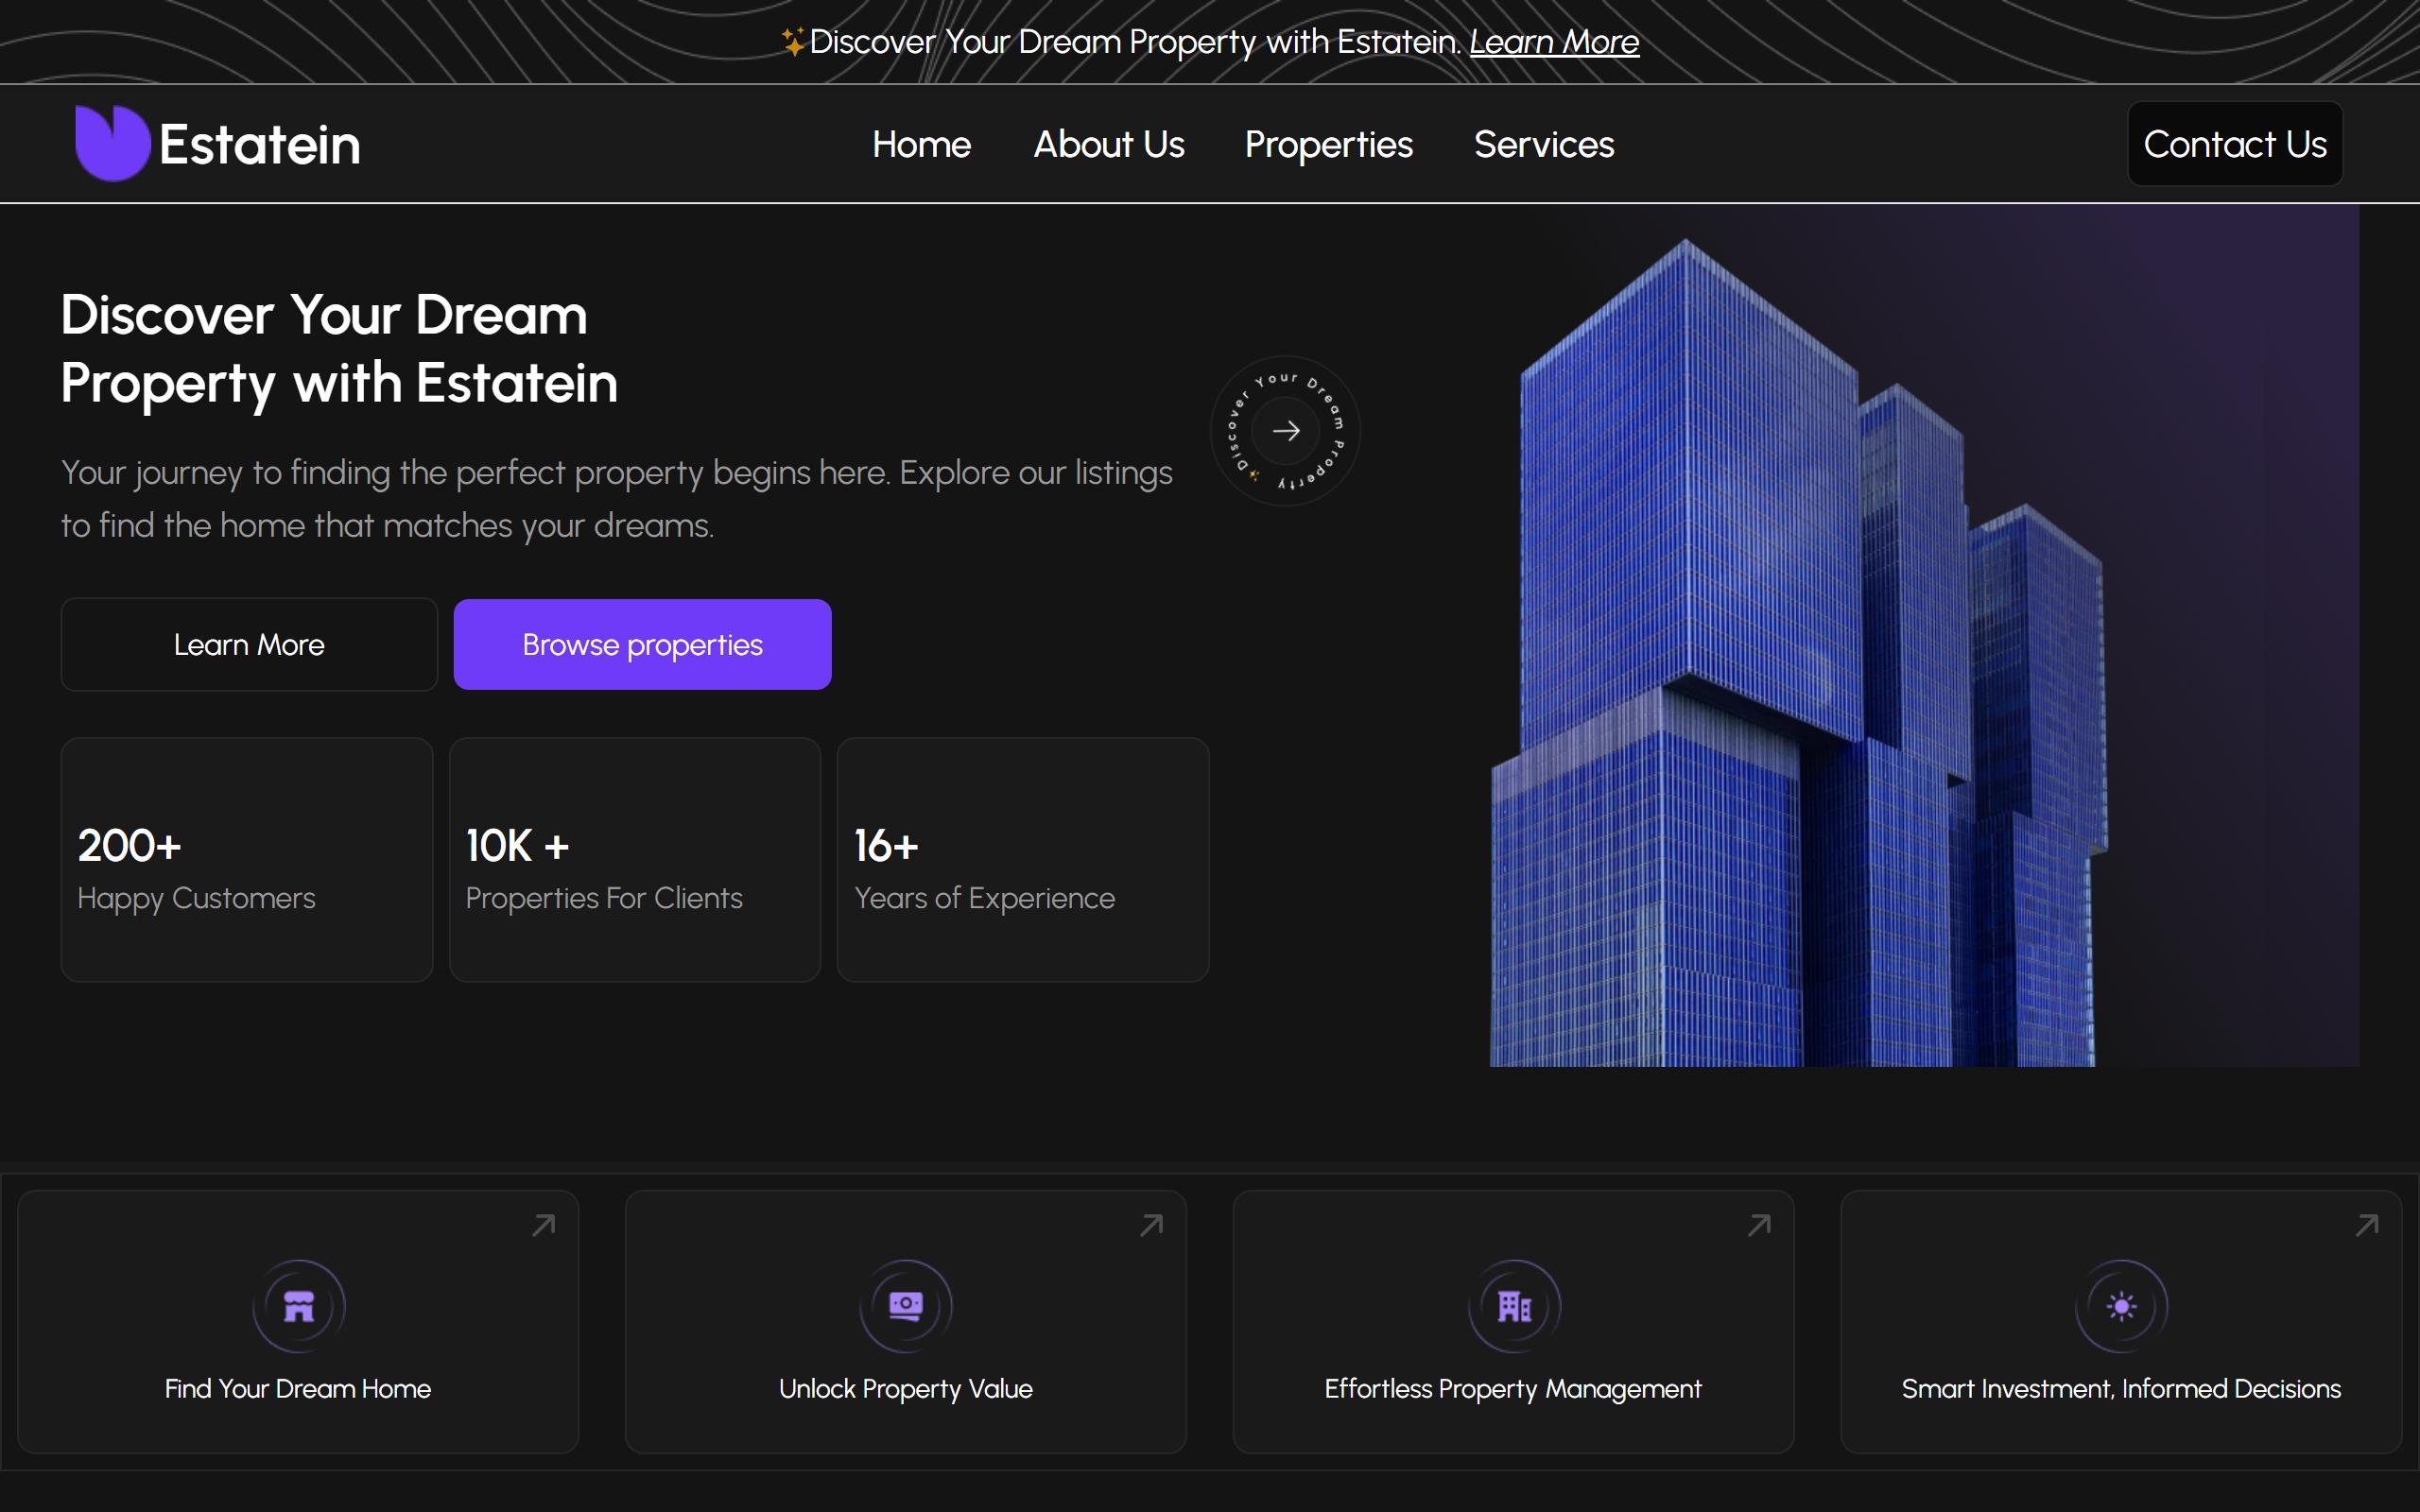 ✨Discover Your Dream Property with Estatein. Learn More
Estatein
Home
About Us
Properties
Services
Contact Us
Discover Your Dream
Property with Estatein
Your journey to finding the perfect property begins here. Explore our listings
to find the home that matches your dreams.
✨Discover Your Dream Property
Learn More
Browse properties
200+
Happy Customers
10K +
Properties For Clients
16+
Years of Experience
Find Your Dream Home
Unlock Property Value
Effortless Property Management
Smart Investment, Informed Decisions